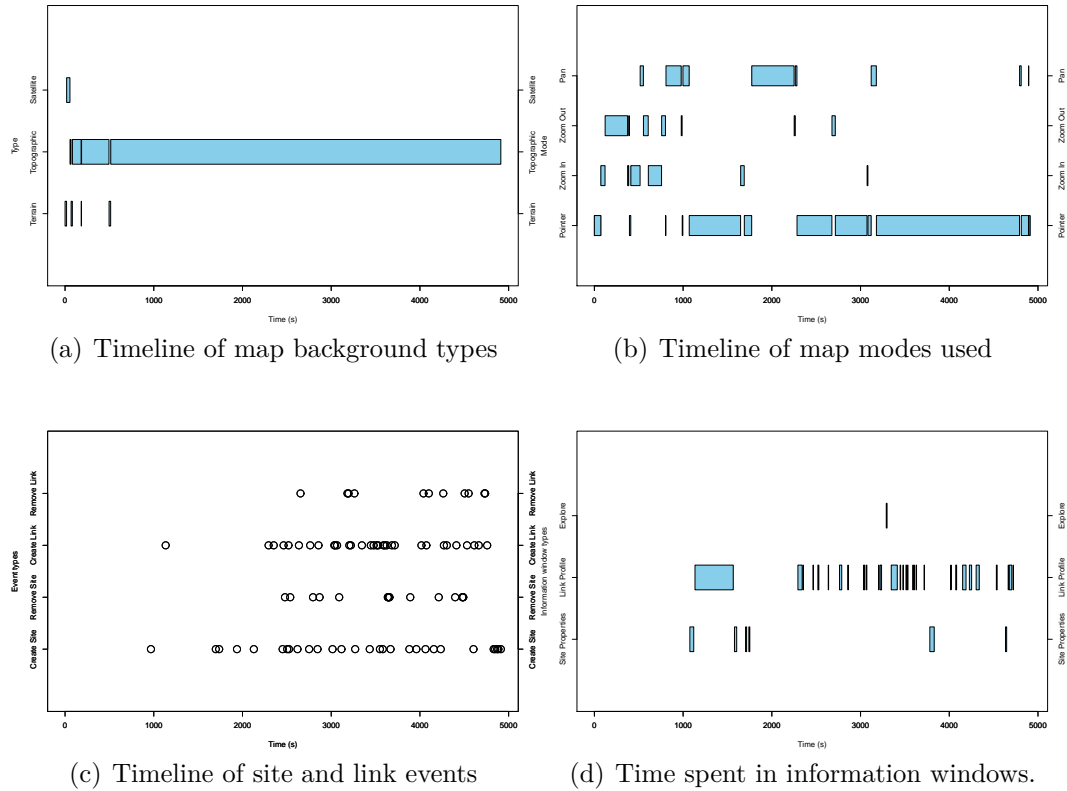 Satellite
Topographic
Terrain
Type
Satellite
Topographic
Terrain
0 1000 2000 3000 4000 5000
Time (s)
(a) Timeline of map background types
Pan
Zoom Out
Zoom In
Pointer
Mode
Pan
Zoom Out
Zoom In
Pointer
0 1000 2000 3000 4000 5000
Time (s)
(b) Timeline of map modes used
Remove Link
Create Link
Remove Site
Create Site
Event types
Remove Link
Create Link
Remove Site
Create Site
0 1000 2000 3000 4000 5000
Time (s)
(c) Timeline of site and link events
Explore
Link Profile
Site Properties
Information window types
Explore
Link Profile
Site Properties
0 1000 2000 3000 4000 5000
Time (s)
(d) Time spent in information windows.